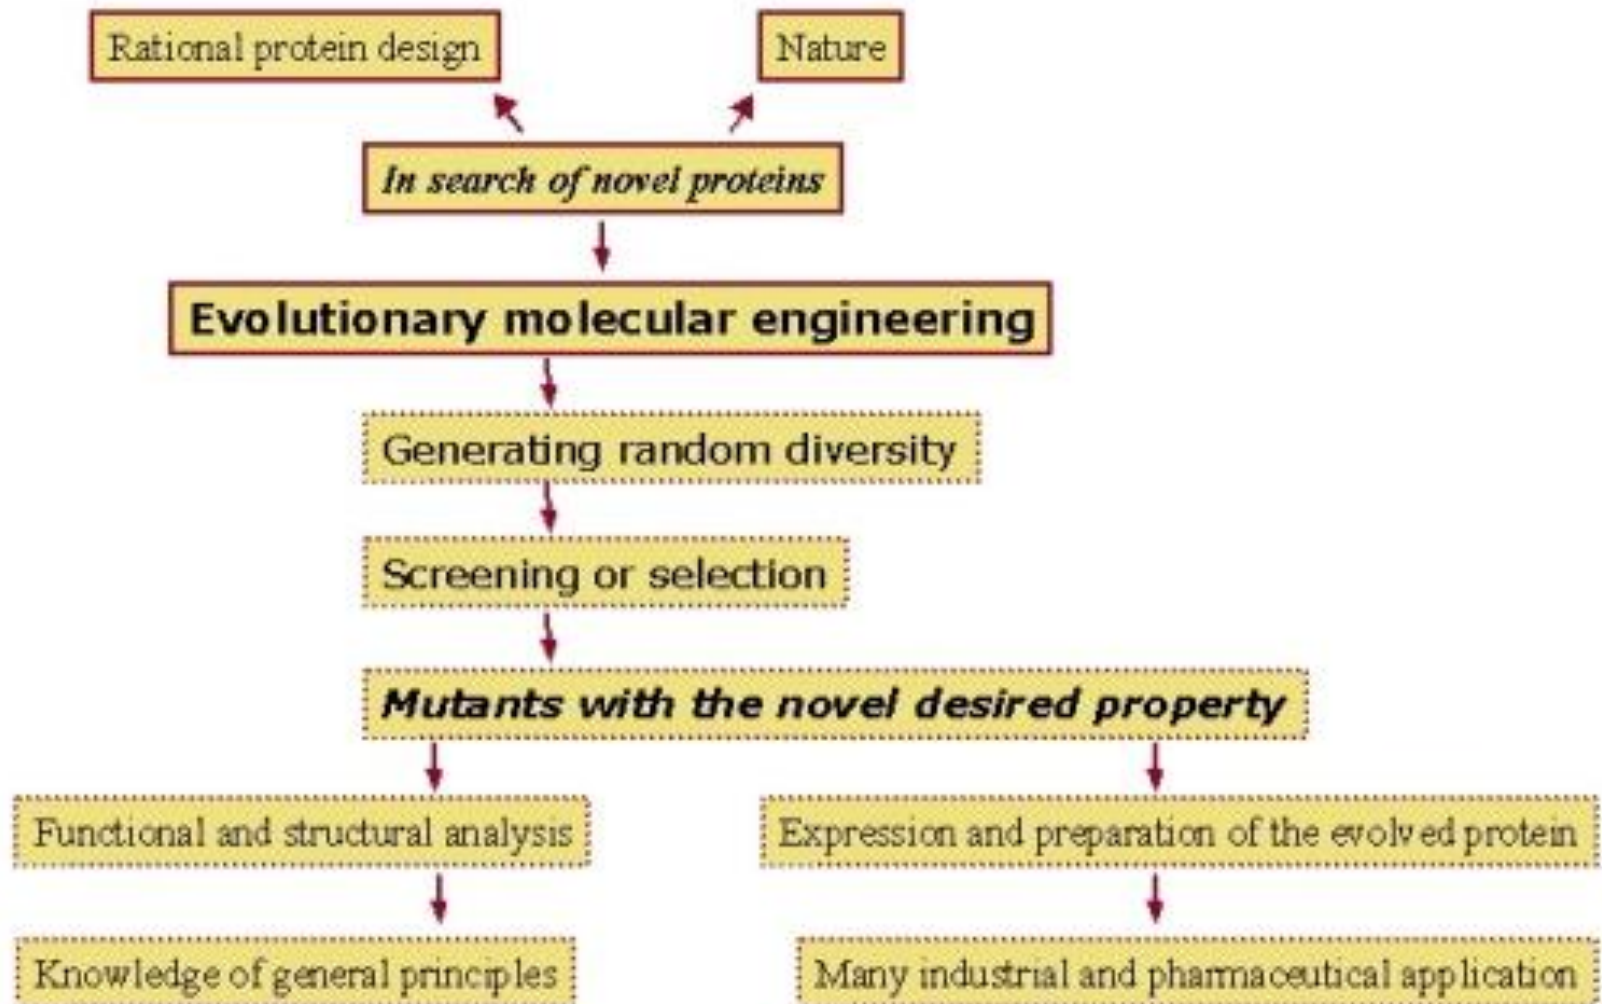 Rational protein design
Nature
In search of novel proteins
Evolutionary molecular engineering
Generating random diversity
Screening or selection
Mutants with the novel desired property
Functional and structural analysis
Expression and preparation of the evolved protein
Knowledge of general principles
Many industrial and pharmaceutical application